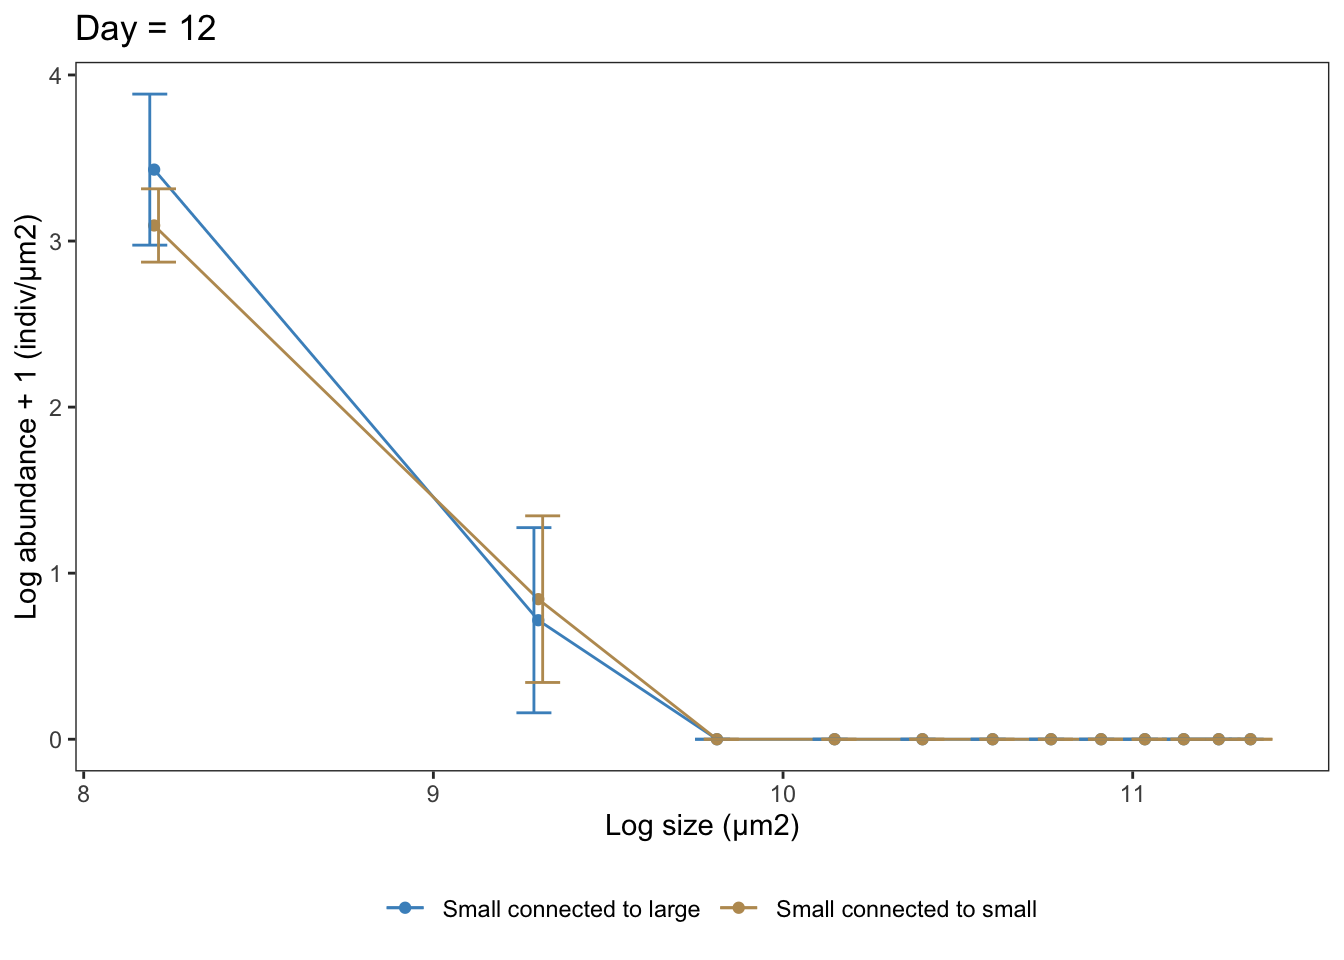 Day = 12
Log abundance + 1 (indiv/µm2)
4
3
2
1
0
8 9 10 11
Log size (µm2)
Small connected to large Small connected to small